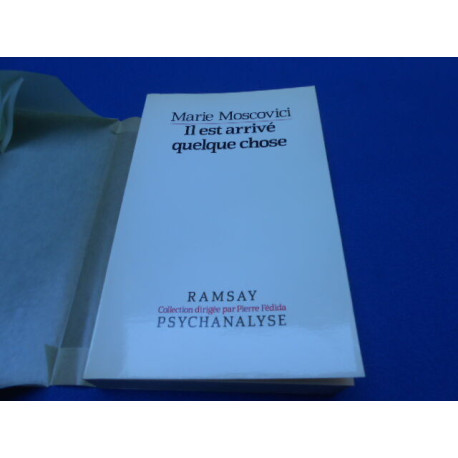 Marie Moscovici
Il est arrivé
quelque chose
RAMSAY
Collection dirigée par Pierre Fédida
PSYCHANALYSE